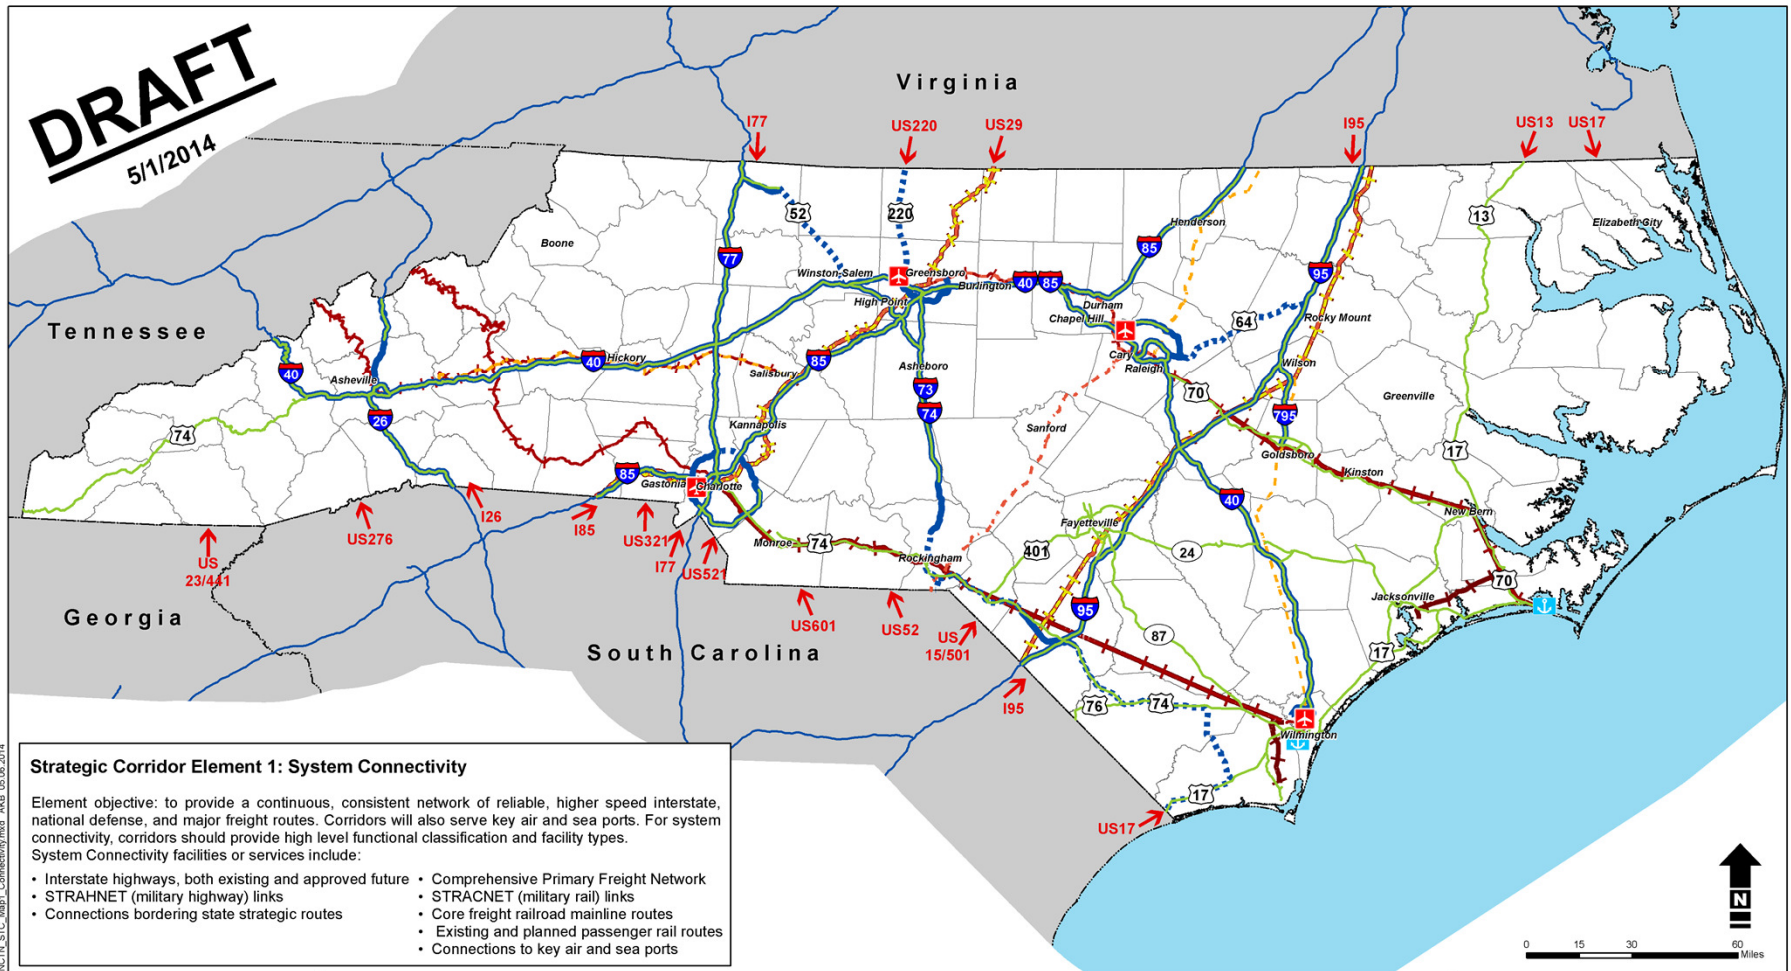 DRAFT
5/1/2014
Virginia
I77
US220
US29
I95
US13
US17
52
220
13
Elizabeth City
Henderson
Boone
77
85
95
Winston-Salem
Greensboro
Burlington
40
85
High Point
Durham
Chapel Hill
64
Rocky Mount
Tennessee
40
Asheville
40
Hickory
85
Salisbury
Asheboro
Cary
Raleigh
Wilson
73
74
70
Greenville
26
74
Kannapolis
Sanford
795
17
Goldsboro
Kinston
85
Gastonia
Charlotte
40
New Bern
I26
US276
I85
US321
I77
US521
Monroe
74
Rockingham
Fayetteville
401
24
US
23/441
70
Jacksonville
95
Georgia
US601
US52
US
15/501
87
17
South Carolina
I95
76
74
Wilmington
17
US17
Strategic Corridor Element 1: System Connectivity
Element objective: to provide a continuous, consistent network of reliable, higher speed interstate,
national defense, and major freight routes. Corridors will also serve key air and sea ports. For system
connectivity, corridors should provide high level functional classification and facility types.
System Connectivity facilities or services include:
• Interstate highways, both existing and approved future
• STRAHNET (military highway) links
• Connections bordering state strategic routes
• Comprehensive Primary Freight Network
• STRACNET (military rail) links
• Core freight railroad mainline routes
• Existing and planned passenger rail routes
• Connections to key air and sea ports
N
0 15 30 60
Miles